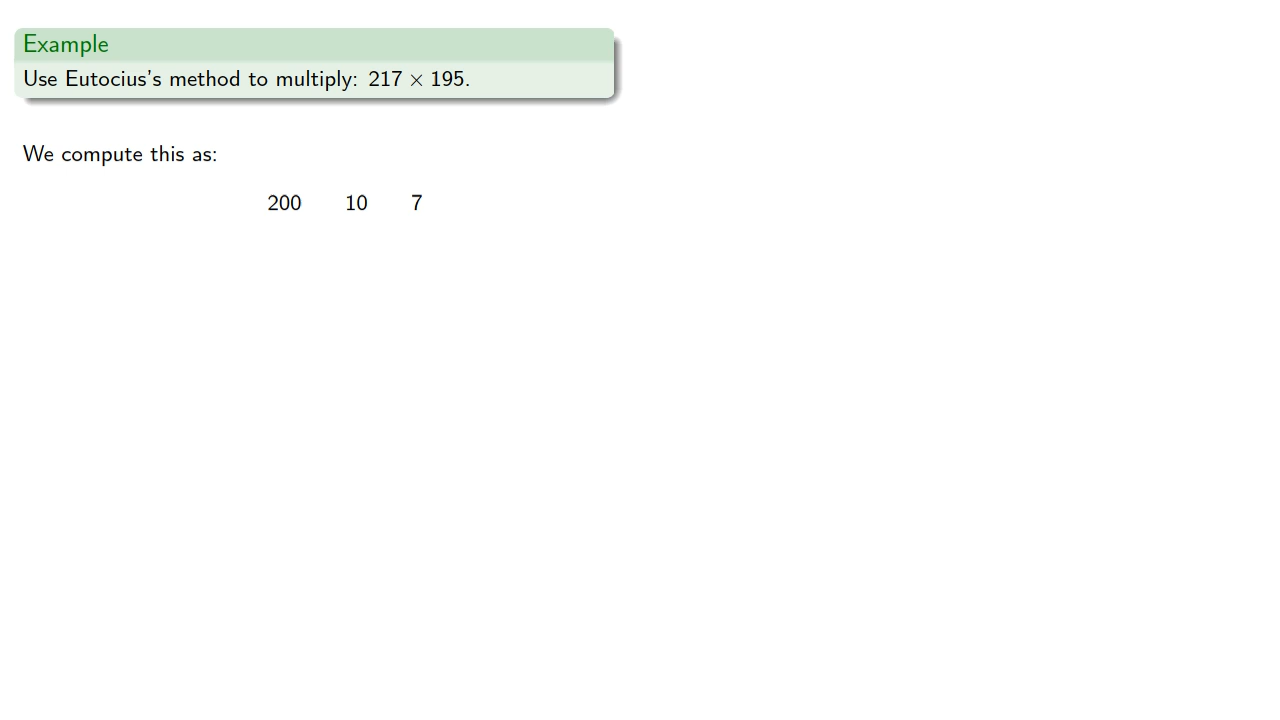 Example
Use Eutocius's method to multiply: 217 × 195.
We compute this as:
200 10 7